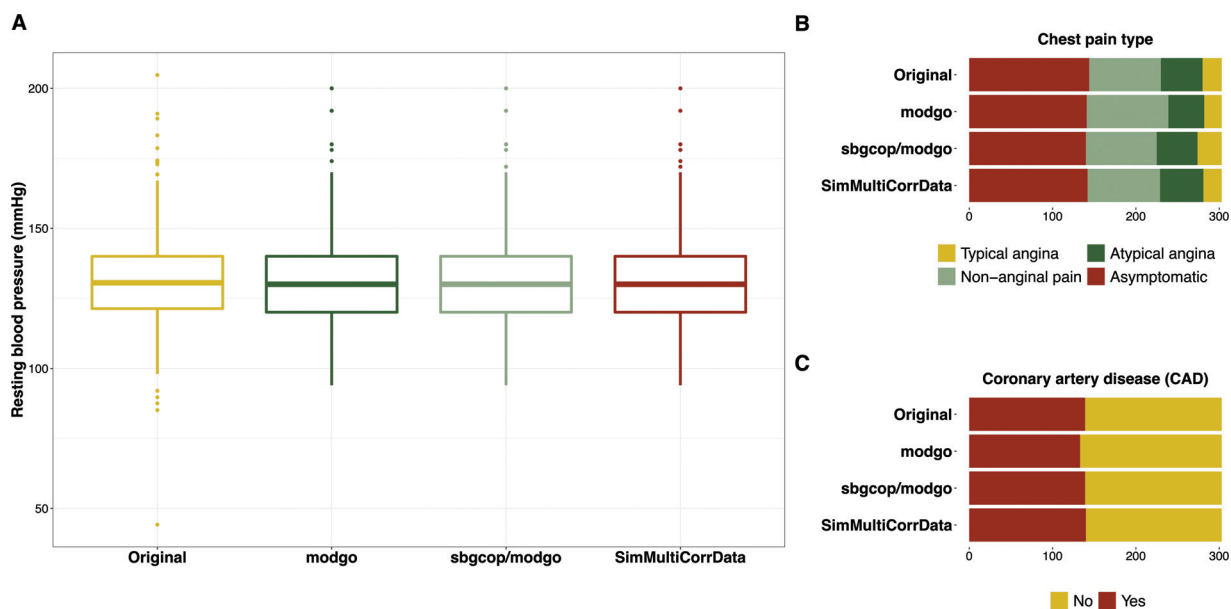 A
Resting blood pressure (mmHg)
200
150
100
50
Original
modgo
sbgcop/modgo
SimMultiCorrData
B
Chest pain type
Original
modgo
sbgcop/modgo
SimMultiCorrData
0 100 200 300
Typical angina Atypical angina
Non−anginal pain Asymptomatic
C
Coronary artery disease (CAD)
Original
modgo
sbgcop/modgo
SimMultiCorrData
0 100 200 300
No Yes